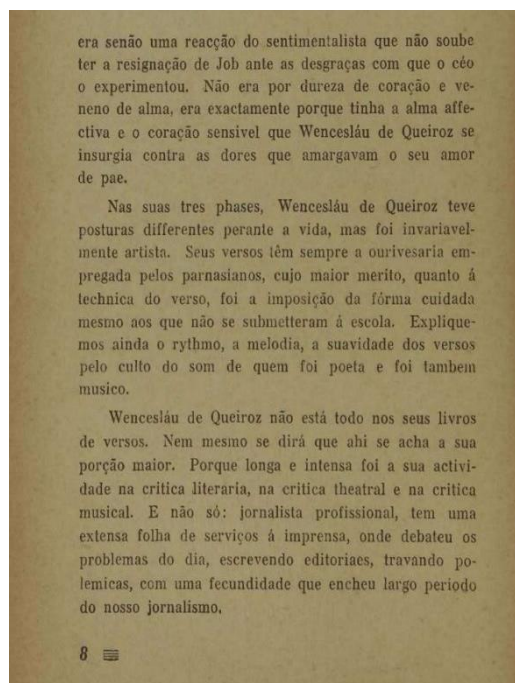 era senão uma reacção do sentimentalista que não soube
ter a resignação de Job ante as desgraças com que o céo
o experimentou. Não era por dureza de coração e ve-
neno de alma, era exactamente porque tinha a alma affe-
ctiva e o coração sensivel que Wencesláu de Queiroz se
insurgia contra as dores que amargavam o seu amor
de pae.
Nas suas tres phases, Wencesláu de Queiroz teve
posturas differentes perante a vida, mas foi invariavel-
mente artista. Seus versos têm sempre a ourivesaria em-
pregada pelos parnasianos, cujo maior merito, quanto á
technica do verso, foi a imposição da fórma cuidada
mesmo aos que não se submetteram á escola. Explique-
mos ainda o rythmo, a melodia, a suavidade dos versos
pelo culto do som de quem foi poeta e foi tambem
musico.
Wencesláu de Queiroz não está todo nos seus livros
de versos. Nem mesmo se dirá que ahi se acha a sua
porção maior. Porque longa e intensa foi a sua activi-
dade na critica literaria, na critica theatral e na critica
musical. E não só: jornalista profissional, tem uma
extensa folha de serviços á imprensa, onde debateu os
problemas do dia, escrevendo editoriaes, travando po-
lemicas, com uma fecundidade que encheu largo periodo
do nosso jornalismo.
8